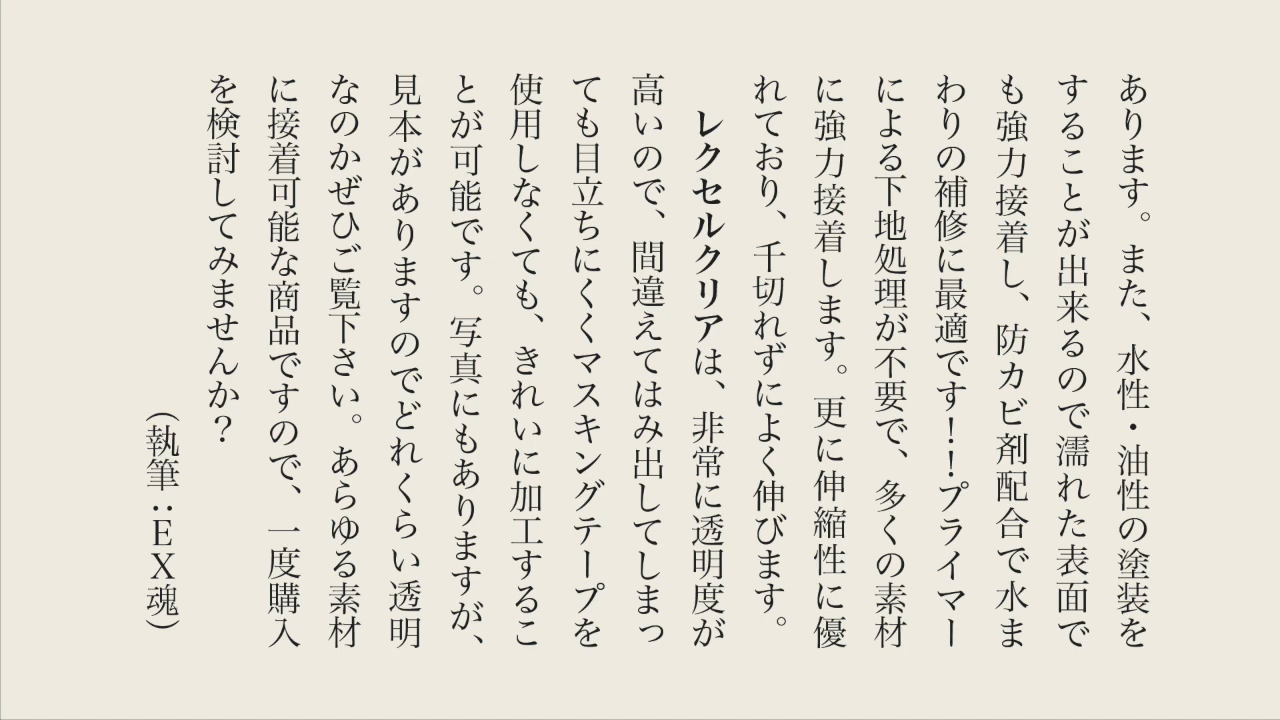 あります。また、水性・油性の塗装を
することが出来るので濡れた表面で
も強力接着し、防カビ剤配合で水ま
わりの補修に最適です！！プライマー
による下地処理が不要で、多くの素材
に強力接着します。更に伸縮性に優
れており、千切れずによく伸びます。
レクセルクリアは、非常に透明度が
高いので、間違えてはみ出してしまっ
ても目立ちにくくマスキングテープを
使用しなくても、きれいに加工するこ
とが可能です。写真にもありますが、
見本がありますのでどれくらい透明
なのかぜひご覧下さい。あらゆる素材
に接着可能な商品ですので、一度購入
を検討してみませんか？
（執筆：ＥＸ魂）